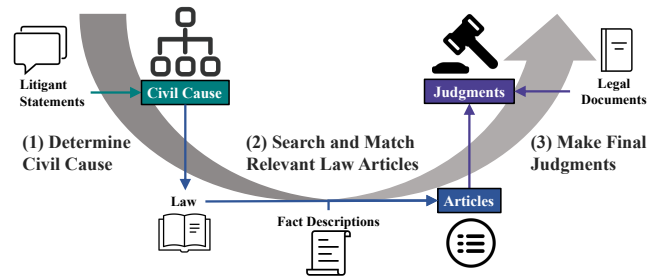 Litigant
Statements
Civil Cause
Judgments
Legal
Documents
(1) Determine
Civil Cause
(2) Search and Match
Relevant Law Articles
(3) Make Final
Judgments
Law
Fact Descriptions
Articles